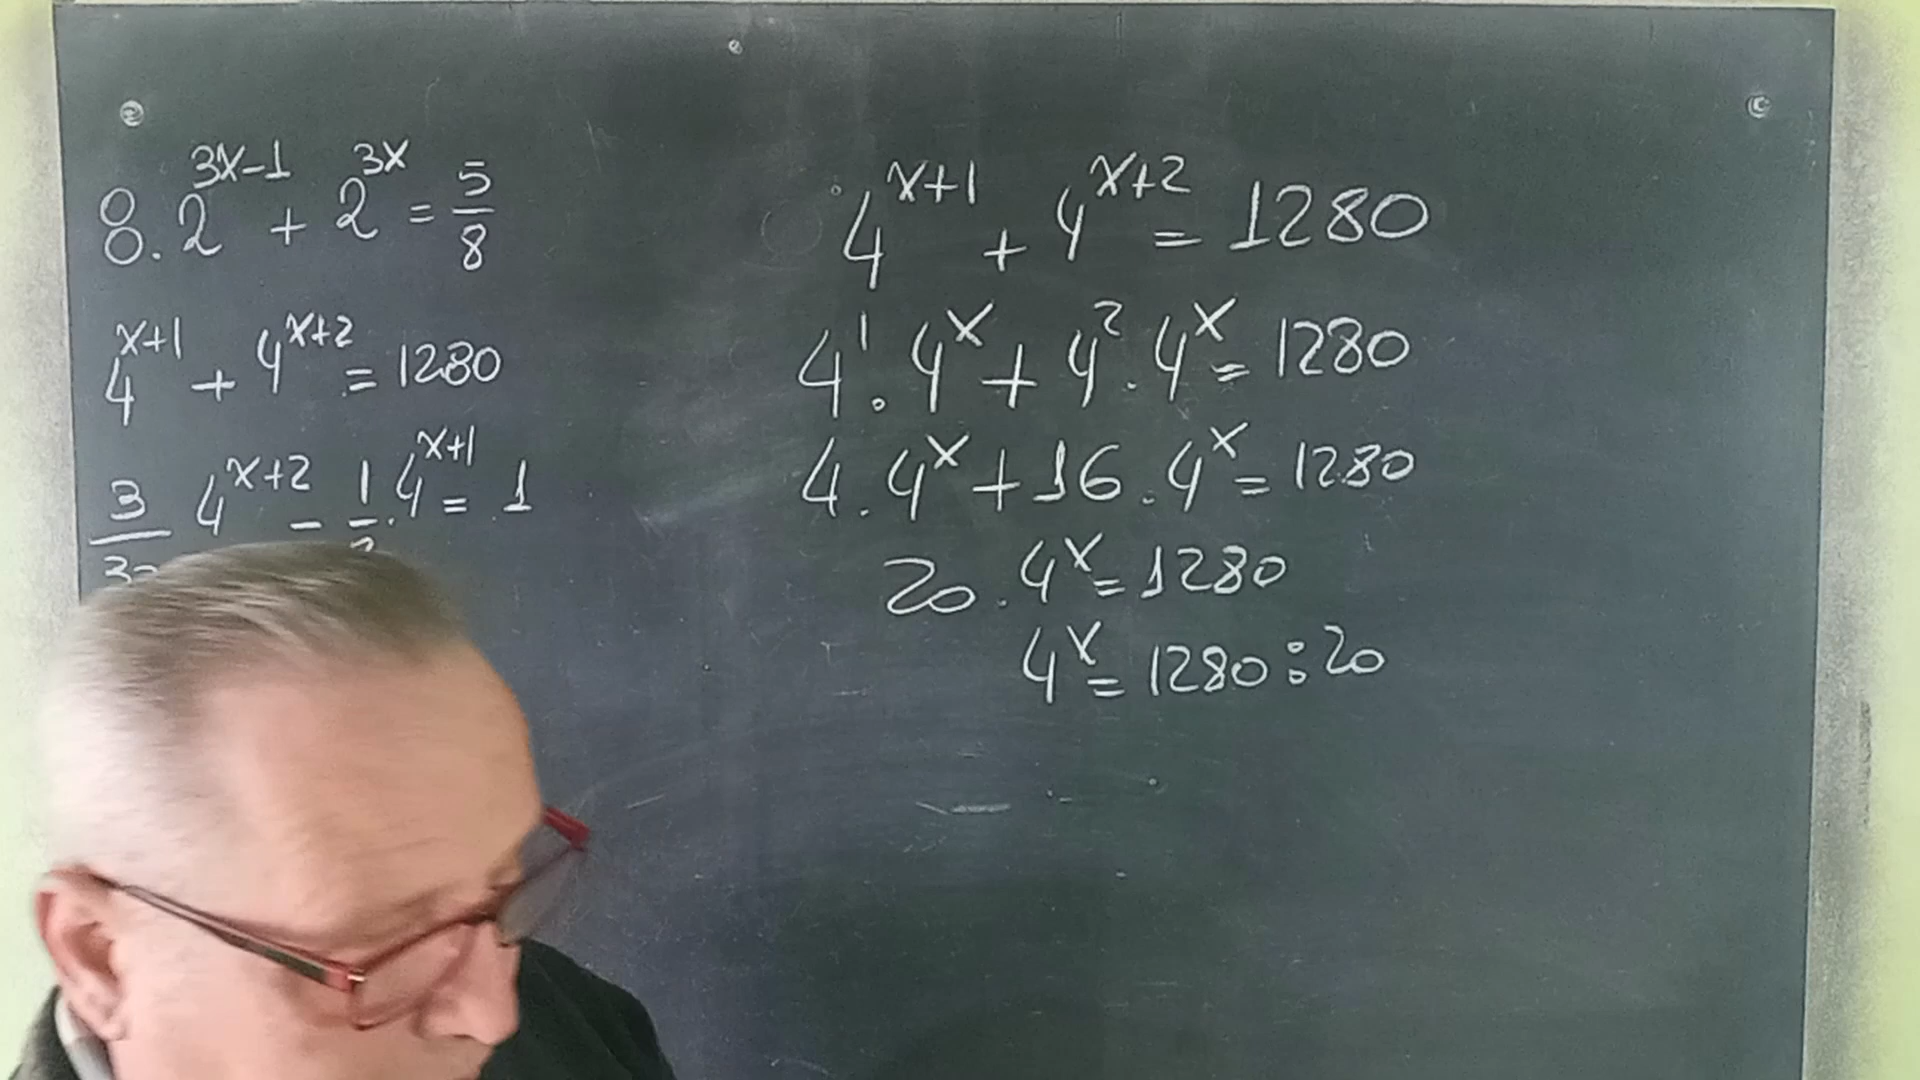 8 . 2^{3x-1} + 2^{3x} = 5/8
4^{x+1} + 4^{x+2} = 1280
3/ 4^{x+2} - 1/ . 4^{x+1} = 1
4^{x+1} + 4^{x+2} = 1280
4^1 . 4^x + 4^2 . 4^x = 1280
4 . 4^x + 16 . 4^x = 1280
20 . 4^x = 1280
4^x = 1280 : 20